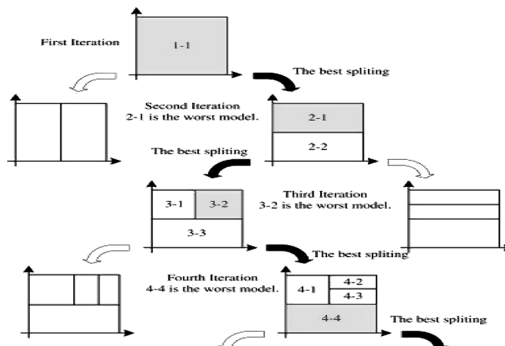 First Iteration
1-1
The best spliting
Second Iteration
2-1 is the worst model.
2-1
2-2
The best spliting
3-1
3-2
3-3
Third Iteration
3-2 is the worst model.
The best spliting
Fourth Iteration
4-4 is the worst model.
4-1
4-2
4-3
4-4
The best spliting